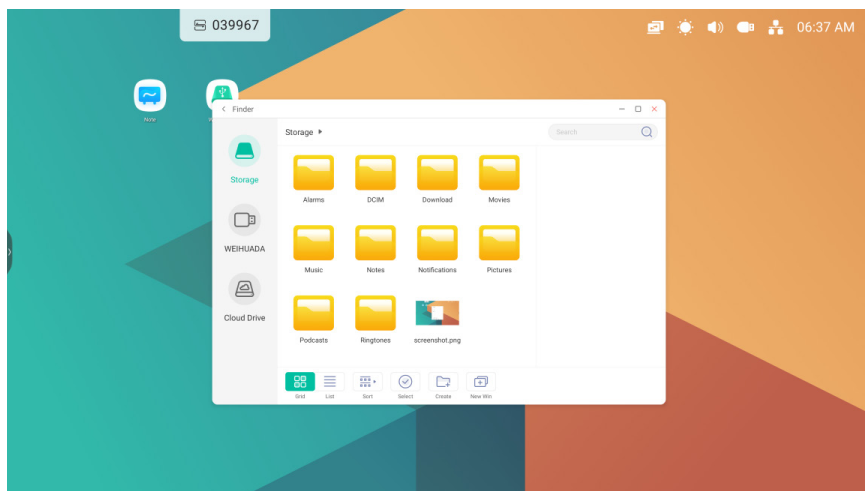 039967
06:37 AM
Note
Finder
Storage
Search
Storage
WEIHUADA
Cloud Drive
Alarms
DCIM
Download
Movies
Music
Notes
Notifications
Pictures
Podcasts
Ringtones
screenshot.png
Grid
List
Sort
Select
Create
New Win